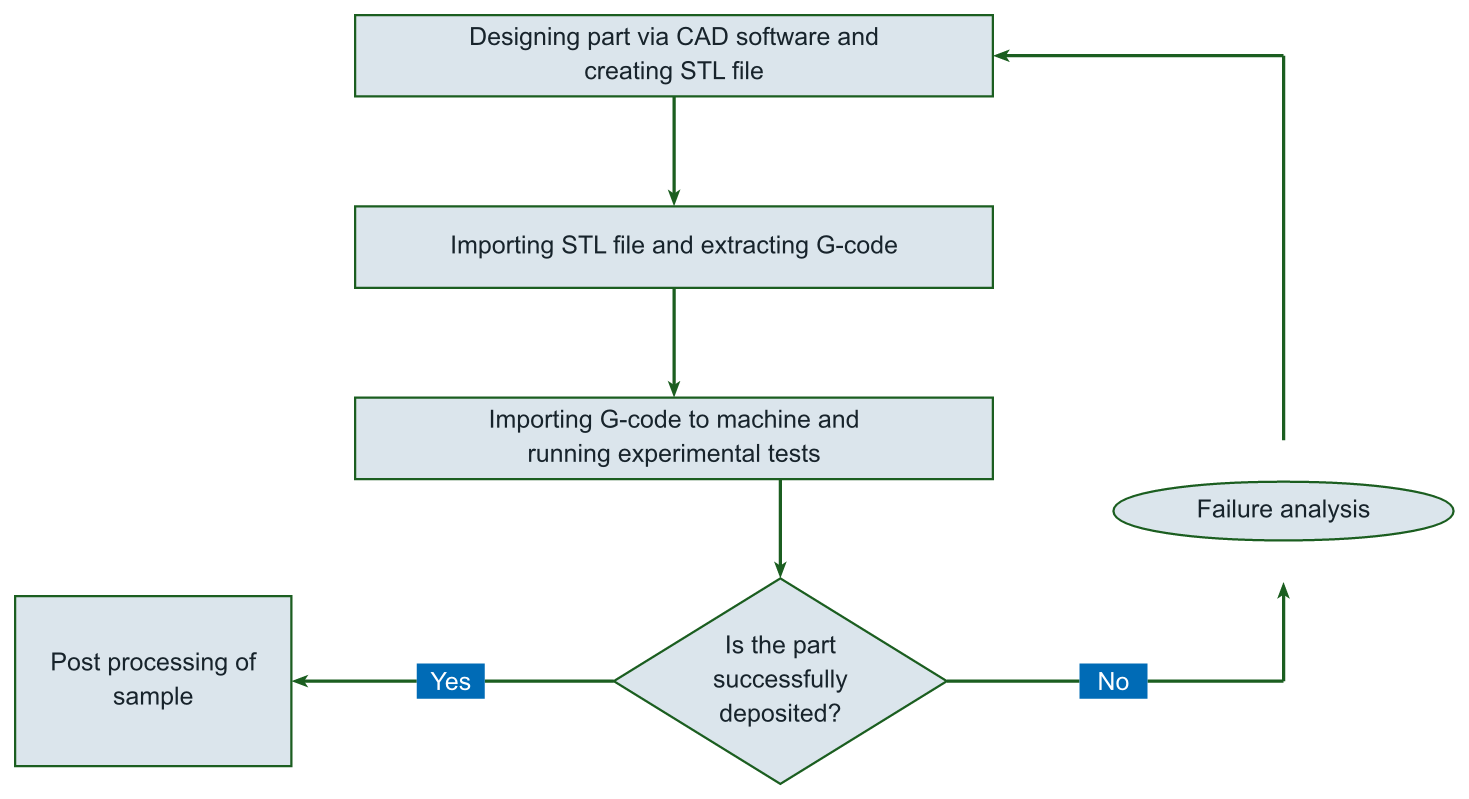 Designing part via CAD software and
creating STL file
Importing STL file and extracting G-code
Importing G-code to machine and
running experimental tests
Failure analysis
Is the part
successfully
deposited?
Post processing of
sample
Yes
No